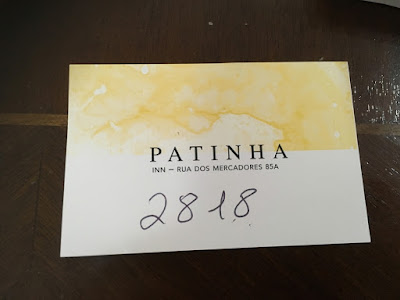 PATINHA
INN – RUA DOS MERCADORES 85A
2818